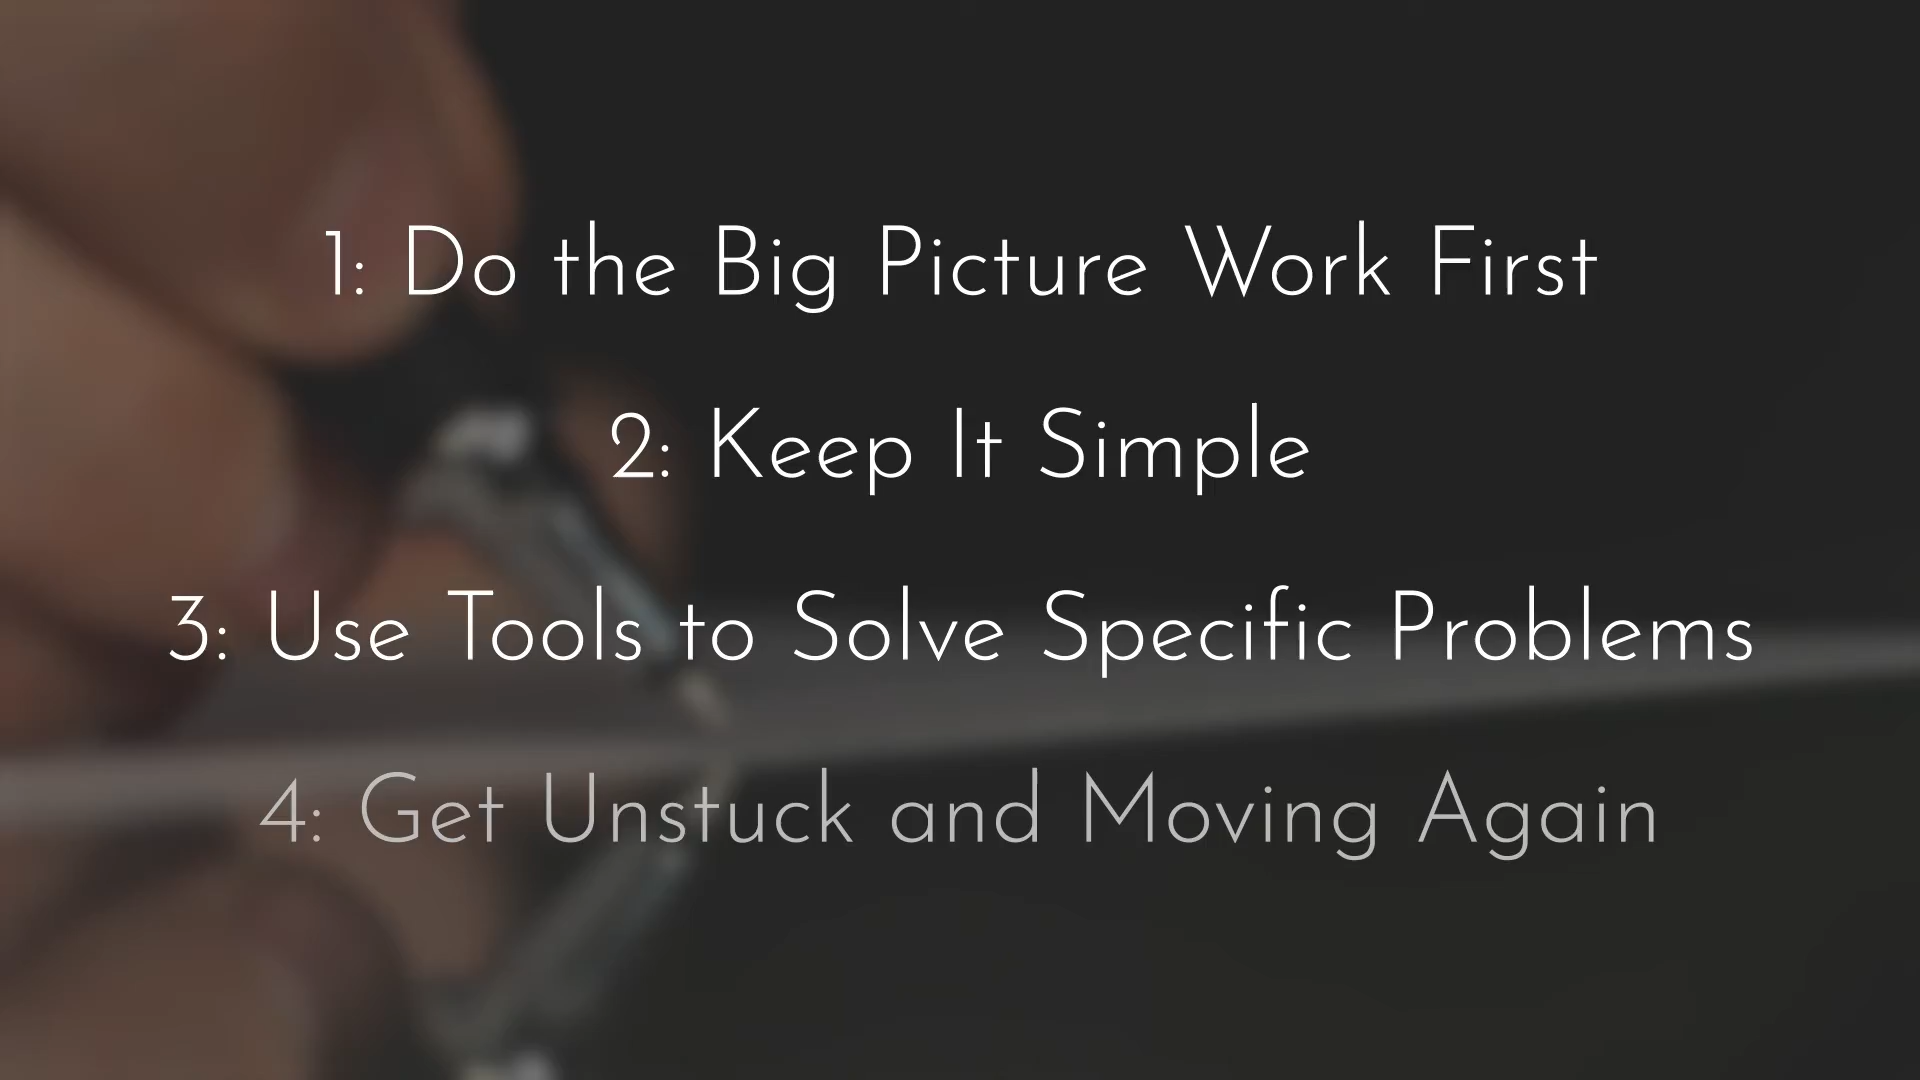 1: Do the Big Picture Work First
2: Keep It Simple
3: Use Tools to Solve Specific Problems
4: Get Unstuck and Moving Again